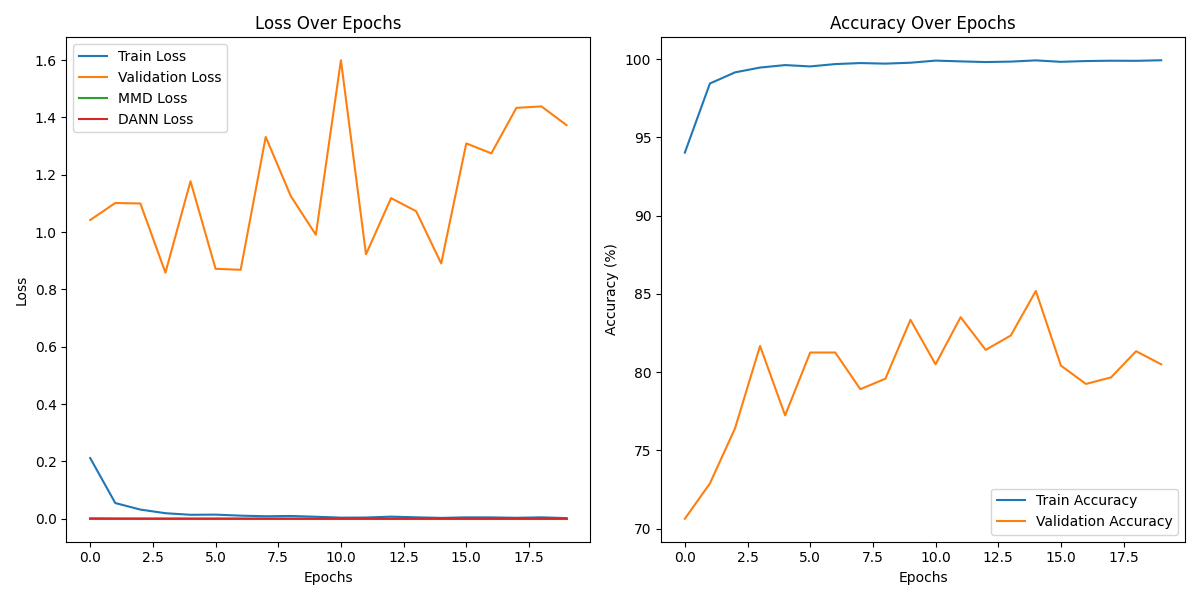 Loss Over Epochs
Train Loss
Validation Loss
MMD Loss
DANN Loss
1.6
1.4
1.2
1.0
0.8
0.6
0.4
0.2
0.0
Loss
0.0 2.5 5.0 7.5 10.0 12.5 15.0 17.5
Epochs
Accuracy Over Epochs
100
95
90
85
80
75
70
Accuracy (%)
Train Accuracy
Validation Accuracy
0.0 2.5 5.0 7.5 10.0 12.5 15.0 17.5
Epochs